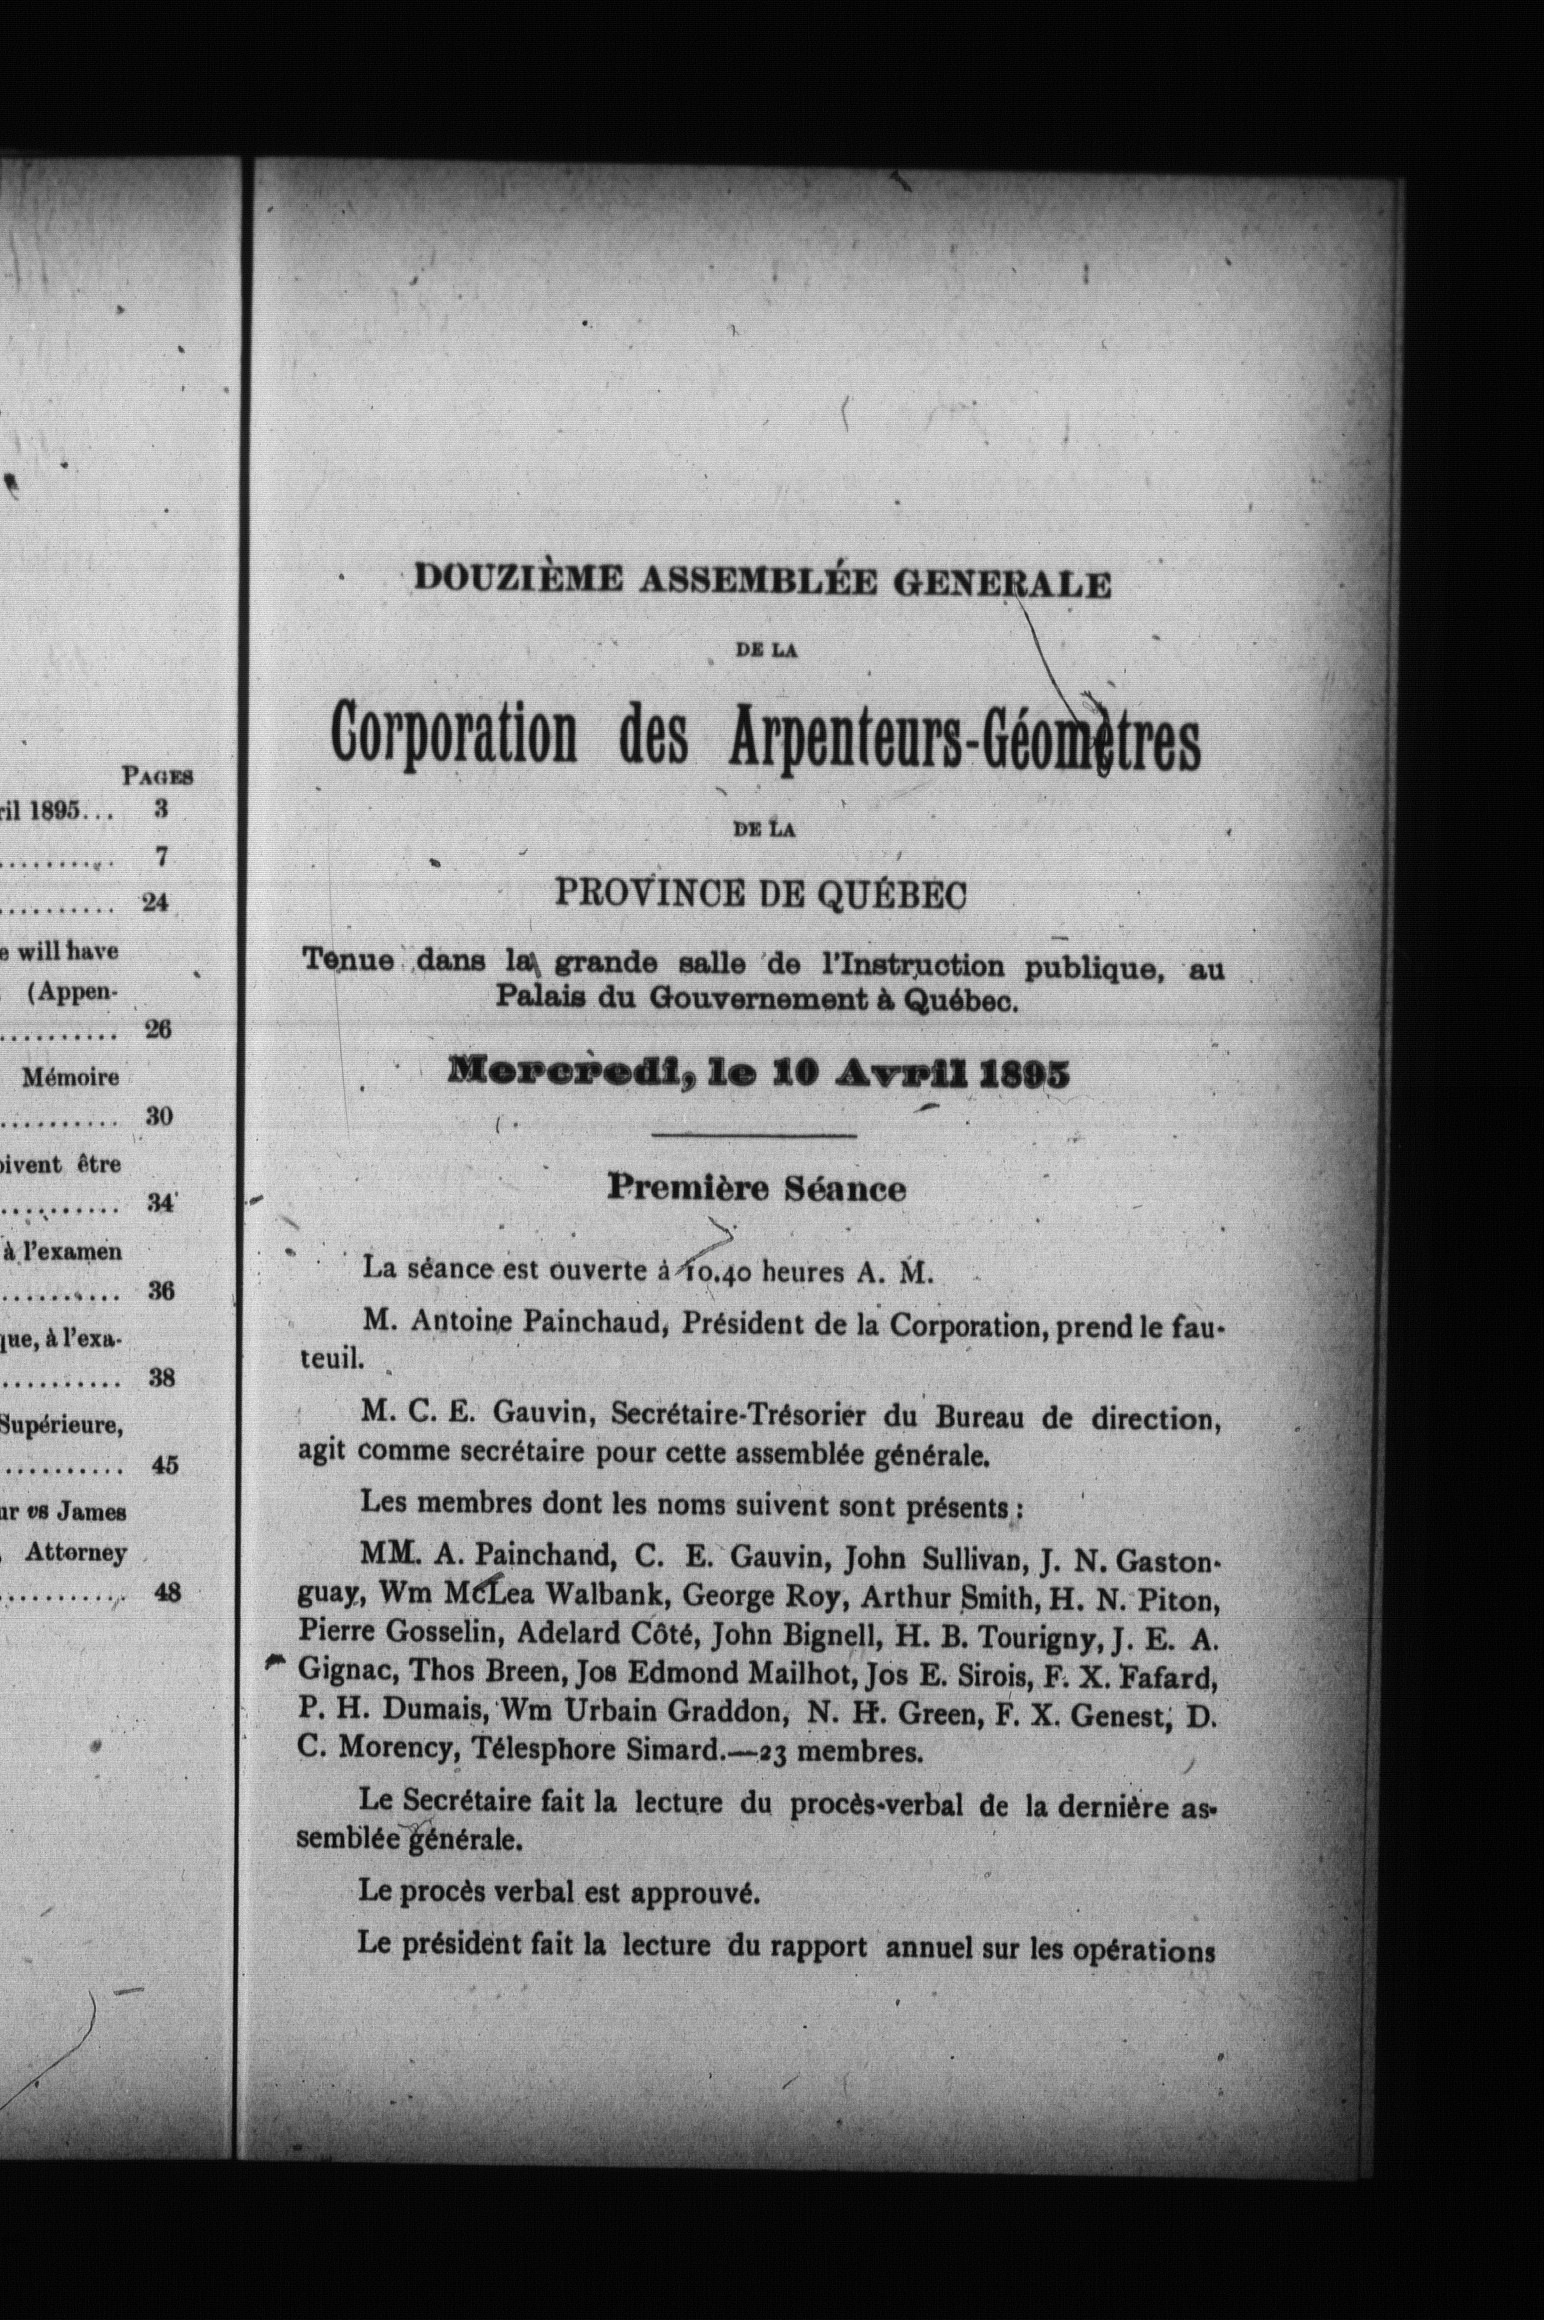 PAGES
ril 1895... 3
.......... 7
.......... 24
e will have
(Appen-
.......... 26
Mémoire
.......... 30
oivent être
.......... 34
à l'examen
.......... 36
que, à l'exa-
.......... 38
Supérieure,
.......... 45
ur vs James
Attorney
.......... 48
DOUZIÈME ASSEMBLÉE GENERALE
DE LA
Corporation des Arpenteurs-Géomètres
DE LA
PROVINCE DE QUÉBEC
Tenue dans la grande salle de l'Instruction publique, au
Palais du Gouvernement à Québec.
Mercredi, le 10 Avril 1895
Première Séance
La séance est ouverte à 10.40 heures A. M.
M. Antoine Painchaud, Président de la Corporation, prend le fau-
teuil.
M. C. E. Gauvin, Secrétaire-Trésorier du Bureau de direction,
agit comme secrétaire pour cette assemblée générale.
Les membres dont les noms suivent sont présents :
MM. A. Painchand, C. E. Gauvin, John Sullivan, J. N. Gaston-
guay, Wm McLea Walbank, George Roy, Arthur Smith, H. N. Piton,
Pierre Gosselin, Adelard Côté, John Bignell, H. B. Tourigny, J. E. A.
Gignac, Thos Breen, Jos Edmond Mailhot, Jos E. Sirois, F. X. Fafard,
P. H. Dumais, Wm Urbain Graddon, N. H. Green, F. X. Genest, D.
C. Morency, Télesphore Simard.—23 membres.
Le Secrétaire fait la lecture du procès-verbal de la dernière as-
semblée générale.
Le procès verbal est approuvé.
Le président fait la lecture du rapport annuel sur les opérations